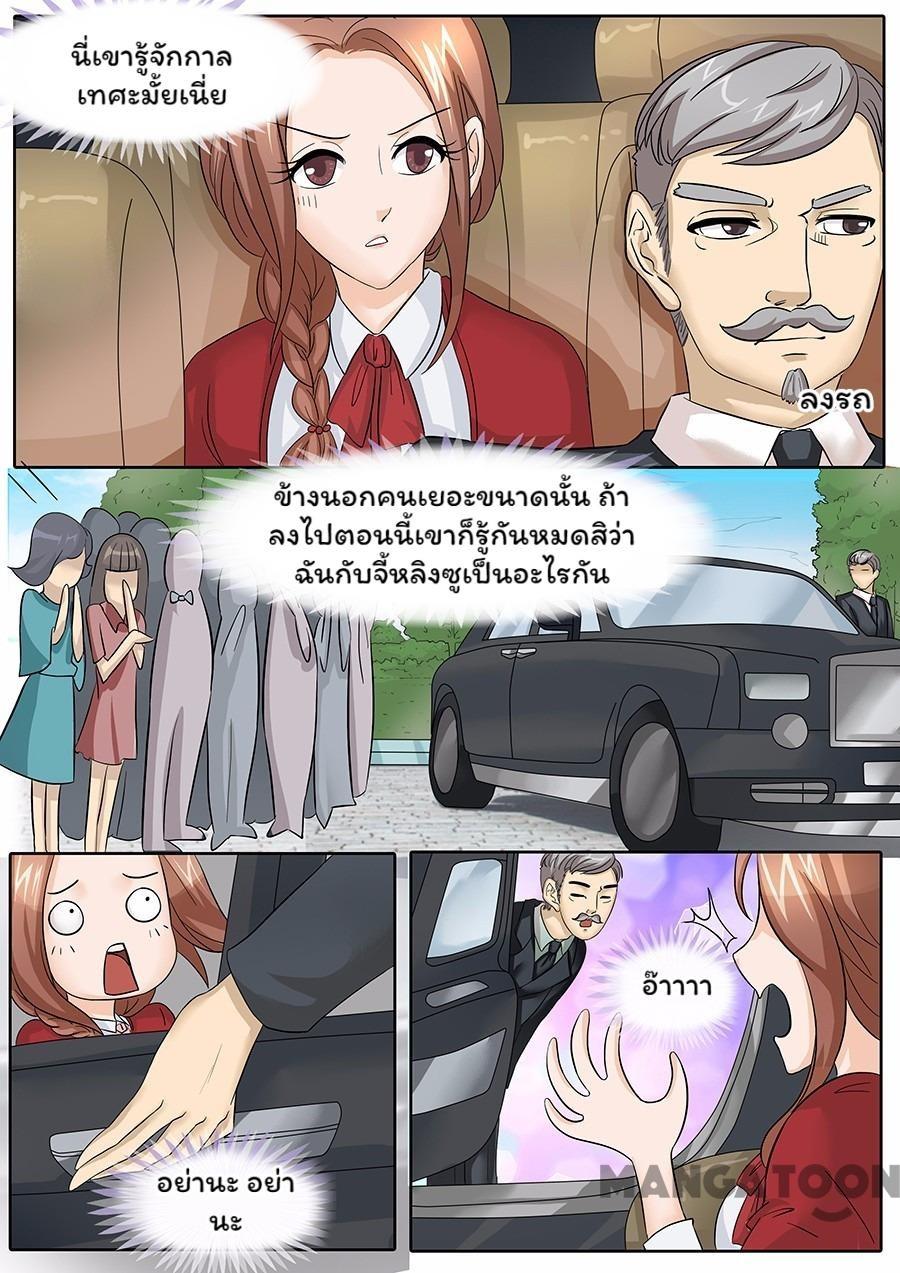 นี่เขารู้จักกาล
เทศะมั้ยเนี่ย
ลงรถ
ข้างนอกคนเยอะขนาดนั้น ถ้า
ลงไปตอนนี้เขาก็รู้กันหมดสิว่า
ฉันกับจี้หลิงซูเป็นอะไรกัน
อย่านะ อย่า
นะ
อ๊าาาา
MANGATOON